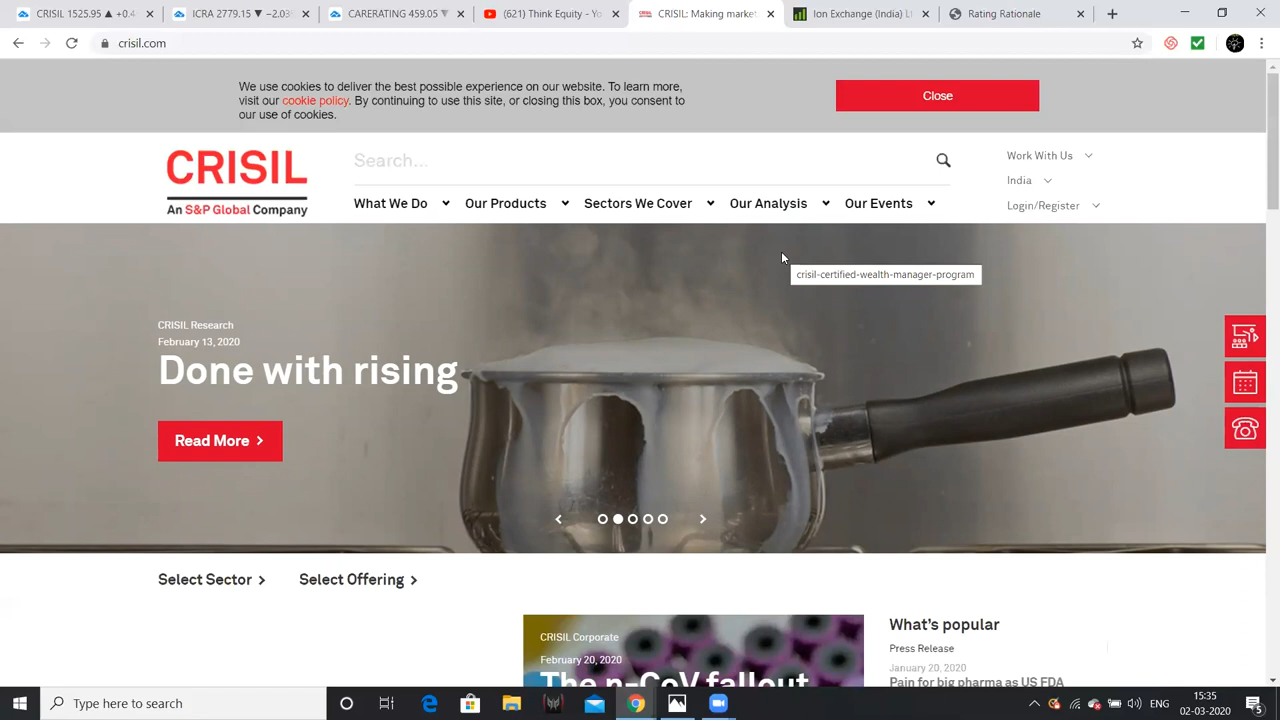 CRISIL 1525.95 ▲ +0.4
ICRA 2779.15 ▼ −2.03
CARERATING 459.05 ▼
(621) Think Equity - Yo
CRISIL: Making market
Ion Exchange (India) L
Rating Rationale
crisil.com
We use cookies to deliver the best possible experience on our website. To learn more,
visit our cookie policy. By continuing to use this site, or closing this box, you consent to
our use of cookies.
Close
CRISIL
An S&P Global Company
Search...
Work With Us
India
Login/Register
What We Do
Our Products
Sectors We Cover
Our Analysis
Our Events
crisil-certified-wealth-manager-program
CRISIL Research
February 13, 2020
Done with rising
Read More
Select Sector
Select Offering
CRISIL Corporate
February 20, 2020
The n-CoV fallout
What's popular
Press Release
January 20, 2020
Pain for big pharma as US FDA
Type here to search
ENG
15:35
02-03-2020
5